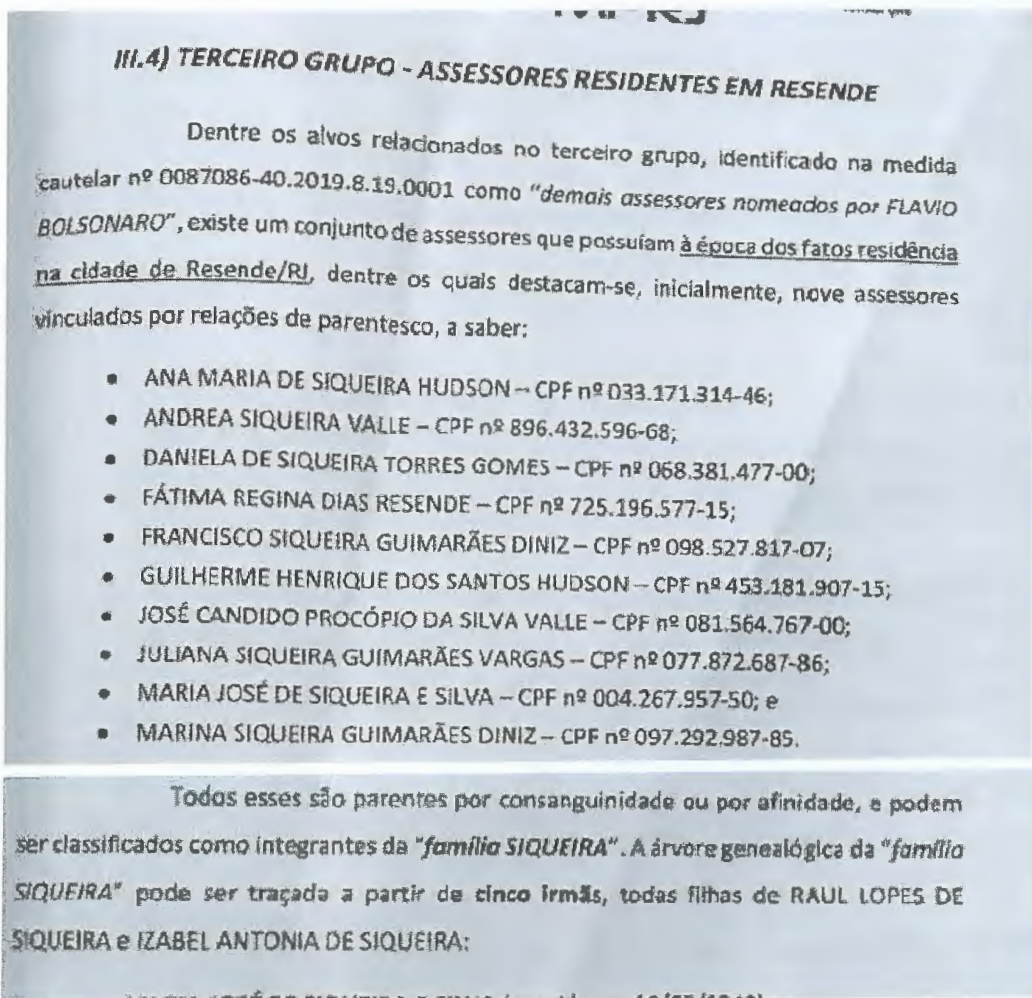 III.4) TERCEIRO GRUPO - ASSESSORES RESIDENTES EM RESENDE
Dentre os alvos relacionados no terceiro grupo, identificado na medida
cautelar nº 0087086-40.2019.8.19.0001 como "demais assessores nomeados por FLAVIO
BOLSONARO", existe um conjunto de assessores que possuíam à época dos fatos residência
na cidade de Resende/RJ, dentre os quais destacam-se, inicialmente, nove assessores
vinculados por relações de parentesco, a saber:
• ANA MARIA DE SIQUEIRA HUDSON – CPF nº 033.171.314-46;
• ANDREA SIQUEIRA VALLE – CPF nº 896.432.596-68;
• DANIELA DE SIQUEIRA TORRES GOMES – CPF nº 068.381.477-00;
• FÁTIMA REGINA DIAS RESENDE – CPF nº 725.196.577-15;
• FRANCISCO SIQUEIRA GUIMARÃES DINIZ – CPF nº 098.527.817-07;
• GUILHERME HENRIQUE DOS SANTOS HUDSON – CPF nº 453.181.907-15;
• JOSÉ CANDIDO PROCÓPIO DA SILVA VALLE – CPF nº 081.564.767-00;
• JULIANA SIQUEIRA GUIMARÃES VARGAS – CPF nº 077.872.687-86;
• MARIA JOSÉ DE SIQUEIRA E SILVA – CPF nº 004.267.957-50; e
• MARINA SIQUEIRA GUIMARÃES DINIZ – CPF nº 097.292.987-85.
Todos esses são parentes por consanguinidade ou por afinidade, e podem
ser classificados como integrantes da "família SIQUEIRA". A árvore genealógica da "família
SIQUEIRA" pode ser traçada a partir de cinco irmãs, todas filhas de RAUL LOPES DE
SIQUEIRA e IZABEL ANTONIA DE SIQUEIRA: